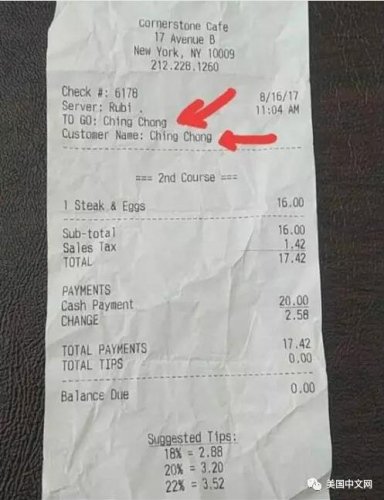 Cornerstone Cafe
17 Avenue B
New York, NY 10009
212.228.1260
Check #: 6178 8/16/17
Server: Rubi . 11:04 AM
TO GO: Ching Chong
Customer Name: Ching Chong
=== 2nd Course ===
1 Steak & Eggs 16.00
Sub-total 16.00
Sales Tax 1.42
TOTAL 17.42
PAYMENTS
Cash Payment 20.00
CHANGE 2.58
TOTAL PAYMENTS 17.42
TOTAL TIPS 0.00
Balance Due 0.00
Suggested Tips:
18% = 2.88
20% = 3.20
22% = 3.52
美国中文网